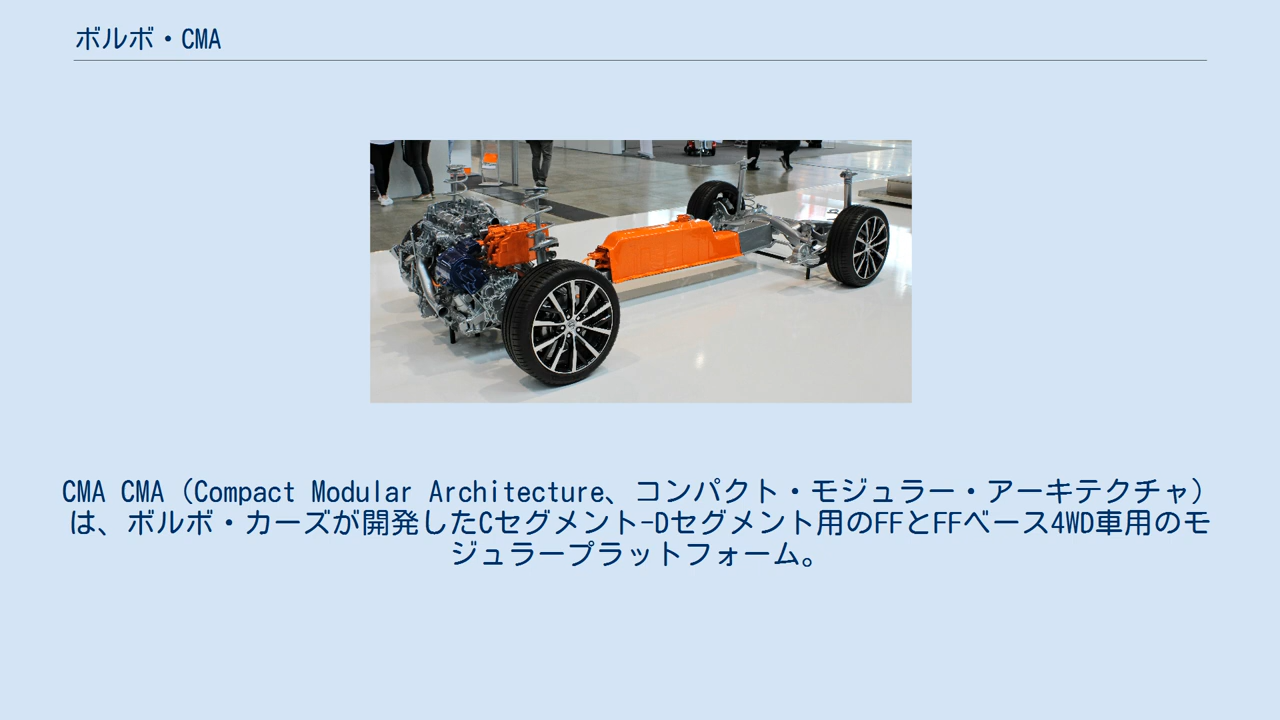 ボルボ・CMA
CMA CMA（Compact Modular Architecture、コンパクト・モジュラー・アーキテクチャ）
は、ボルボ・カーズが開発したCセグメント-Dセグメント用のFFとFFベース4WD車用のモ
ジュラープラットフォーム。